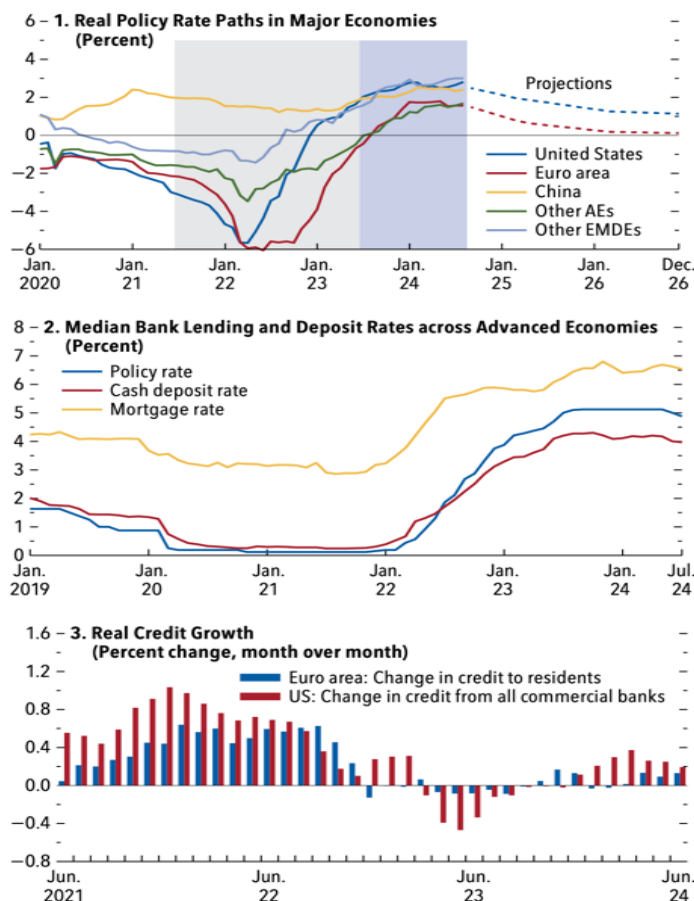 1. Real Policy Rate Paths in Major Economies
(Percent)
6
4
2
0
−2
−4
−6
Projections
United States
Euro area
China
Other AEs
Other EMDEs
Jan. Jan. Jan. Jan. Jan. Jan. Jan. Dec.
2020 21 22 23 24 25 26 26
2. Median Bank Lending and Deposit Rates across Advanced Economies
(Percent)
8
7
6
5
4
3
2
1
0
Policy rate
Cash deposit rate
Mortgage rate
Jan. Jan. Jan. Jan. Jan. Jan. Jul.
2019 20 21 22 23 24 24
3. Real Credit Growth
(Percent change, month over month)
1.6
1.2
0.8
0.4
0.0
−0.4
−0.8
Euro area: Change in credit to residents
US: Change in credit from all commercial banks
Jun. Jun. Jun. Jun.
2021 22 23 24